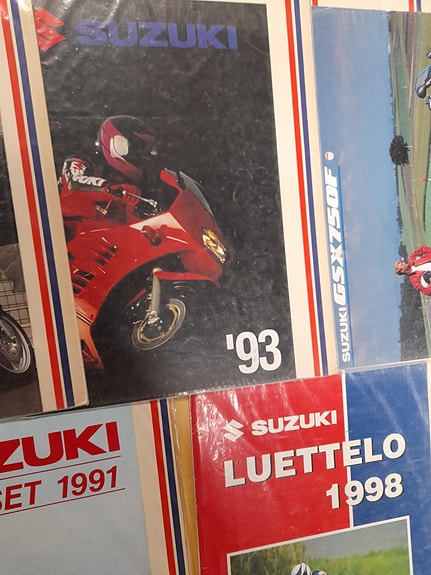 SUZUKI
'93
SUZUKI GSX750F
ZUKI
SET 1991
SUZUKI
LUETTELO
1998